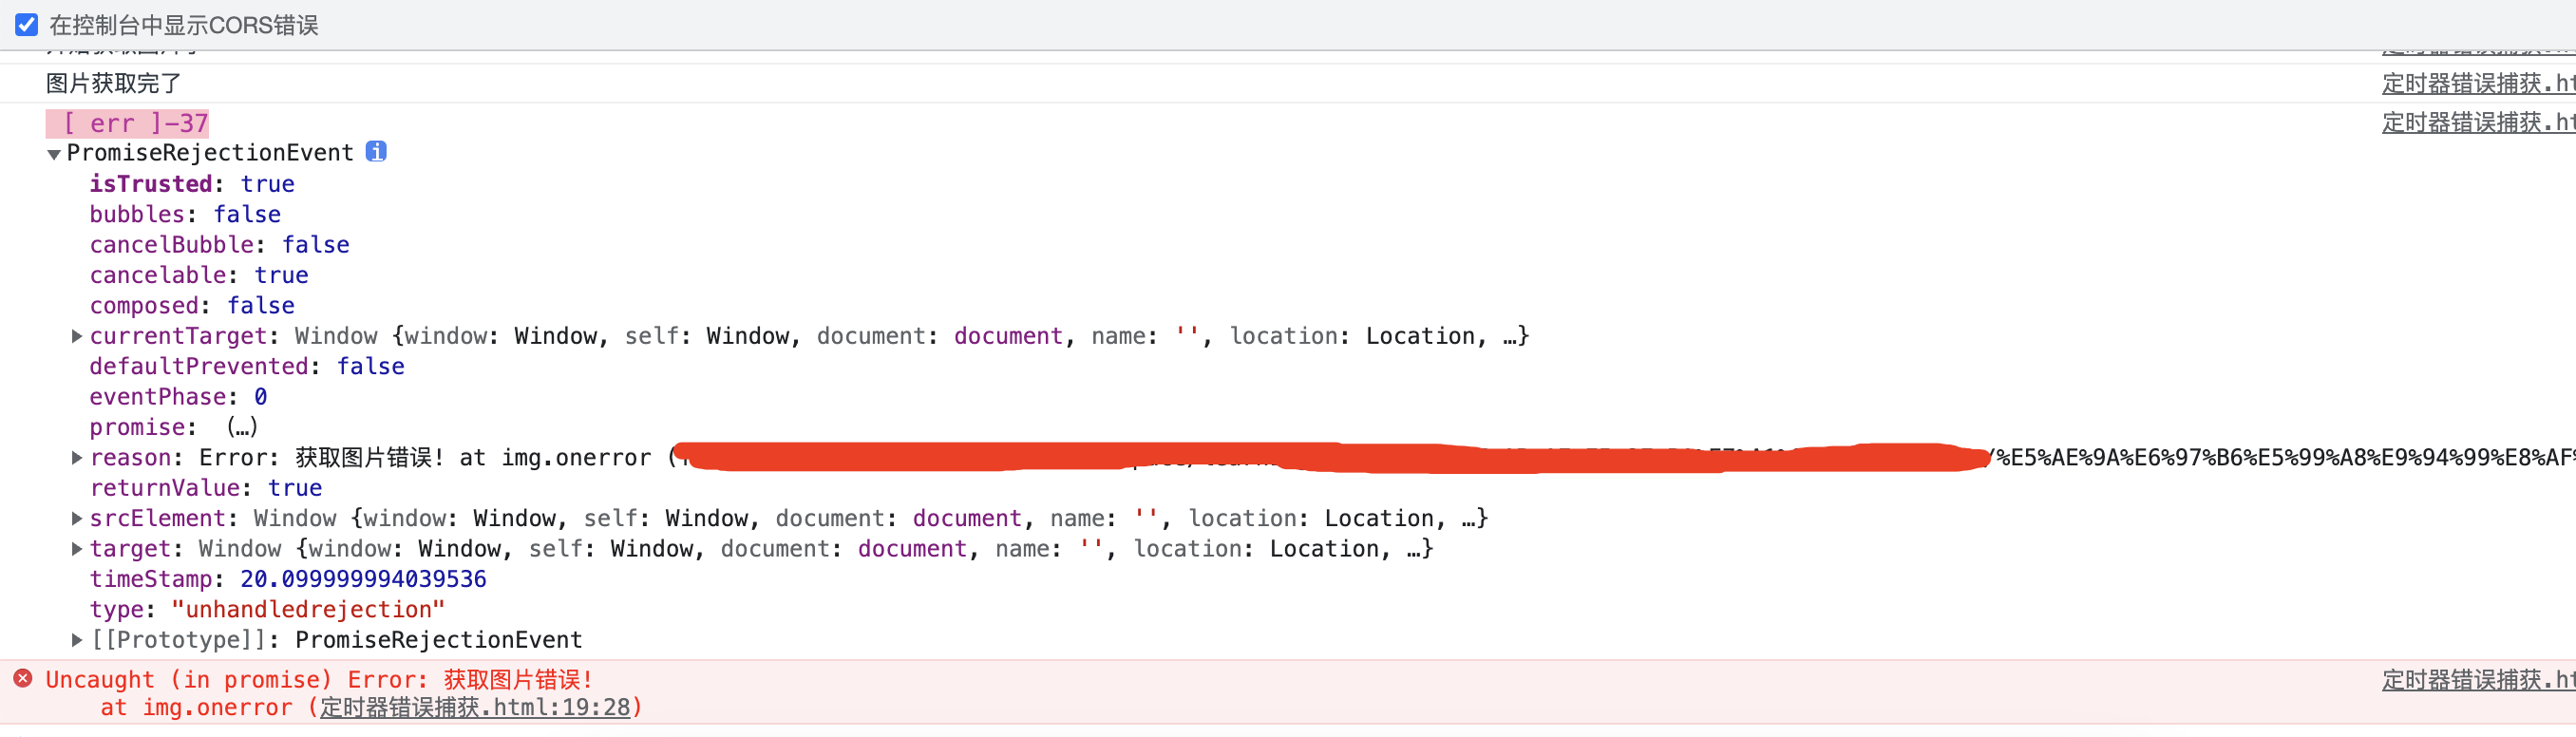 在控制台中显示CORS错误
图片获取完了 定时器错误捕获.ht
[ err ]-37 定时器错误捕获.ht
PromiseRejectionEvent i
isTrusted: true
bubbles: false
cancelBubble: false
cancelable: true
composed: false
currentTarget: Window {window: Window, self: Window, document: document, name: '', location: Location, …}
defaultPrevented: false
eventPhase: 0
promise: (…)
reason: Error: 获取图片错误! at img.onerror ( /%E5%AE%9A%E6%97%B6%E5%99%A8%E9%94%99%E8%AF%
returnValue: true
srcElement: Window {window: Window, self: Window, document: document, name: '', location: Location, …}
target: Window {window: Window, self: Window, document: document, name: '', location: Location, …}
timeStamp: 20.099999994039536
type: "unhandledrejection"
[[Prototype]]: PromiseRejectionEvent
Uncaught (in promise) Error: 获取图片错误! 定时器错误捕获.ht
at img.onerror (定时器错误捕获.html:19:28)